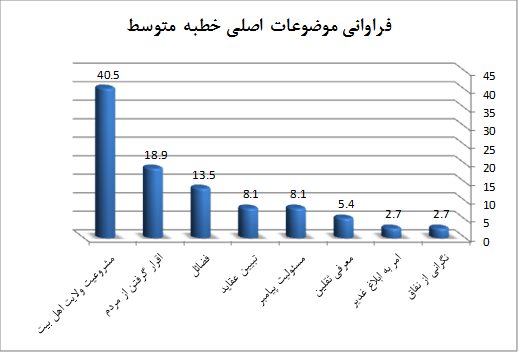 فراوانی موضوعات اصلی خطبه متوسط
45
40
35
30
25
20
15
10
5
0
40.5
18.9
13.5
8.1
8.1
5.4
2.7
2.7
مشروعیت ولایت اهل بیت
اقرار گرفتن از مردم
فضائل
تبیین عقاید
مسئولیت پیامبر
معرفی ثقلین
امر به ابلاغ غدیر
نگرانی از نفاق